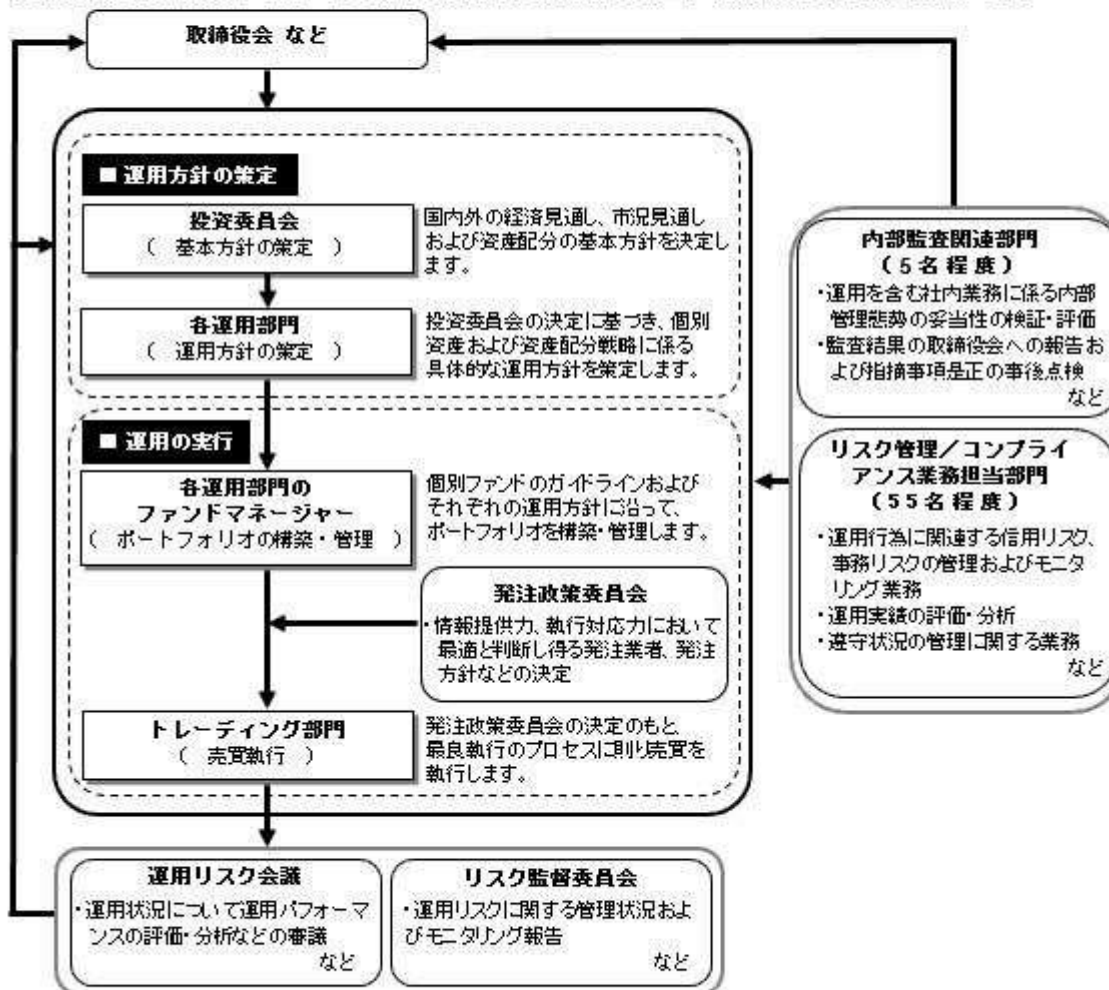 取締役会 など
■ 運用方針の策定
投資委員会
( 基本方針の策定 )
国内外の経済見通し、市況見通し
および資産配分の基本方針を決定し
ます。
各運用部門
( 運用方針の策定 )
投資委員会の決定に基づき、個別
資産および資産配分戦略に係る
具体的な運用方針を策定します。
■ 運用の実行
各運用部門の
ファンドマネージャー
( ポートフォリオの構築・管理 )
個別ファンドのガイドラインおよび
それぞれの運用方針に沿って、
ポートフォリオを構築・管理します。
発注政策委員会
・情報提供力、執行対応力において
最適と判断し得る発注業者、発注
方針などの決定
トレーディング部門
( 売買執行 )
発注政策委員会の決定のもと、
最良執行のプロセスに則り売買を
執行します。
内部監査関連部門
(5名程度)
・運用を含む社内業務に係る内部
管理態勢の妥当性の検証・評価
・監査結果の取締役会への報告お
よび指摘事項是正の事後点検
など
リスク管理/コンプライ
アンス業務担当部門
(55名程度)
・運用行為に関連する信用リスク、
事務リスクの管理およびモニタ
リング業務
・運用実績の評価・分析
・遵守状況の管理に関する業務
など
運用リスク会議
・運用状況について運用パフォーマ
ンスの評価・分析などの審議
など
リスク監督委員会
・運用リスクに関する管理状況およ
びモニタリング報告
など